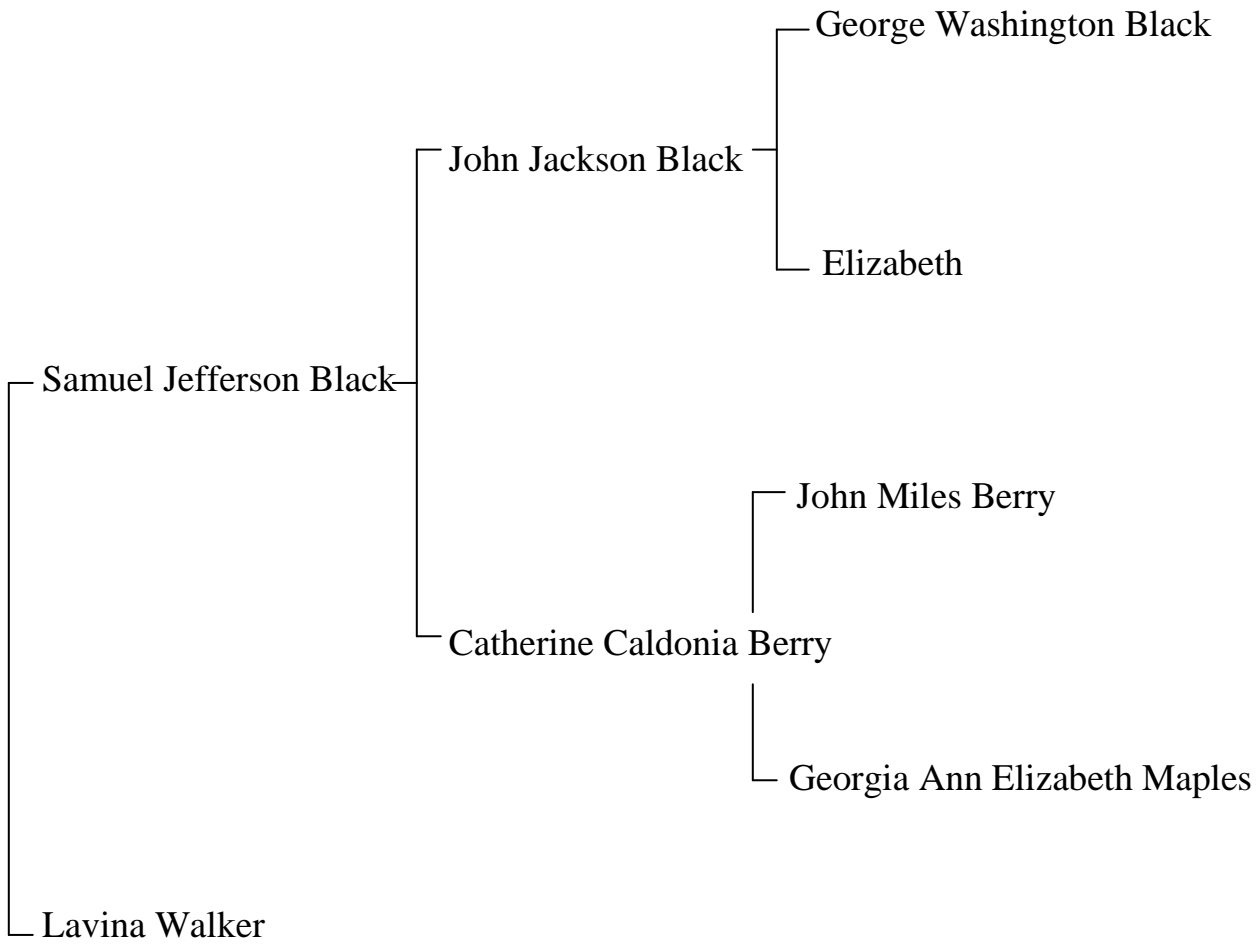 George Washington Black
John Jackson Black
Elizabeth
Samuel Jefferson Black
John Miles Berry
Catherine Caldonia Berry
Georgia Ann Elizabeth Maples
Lavina Walker